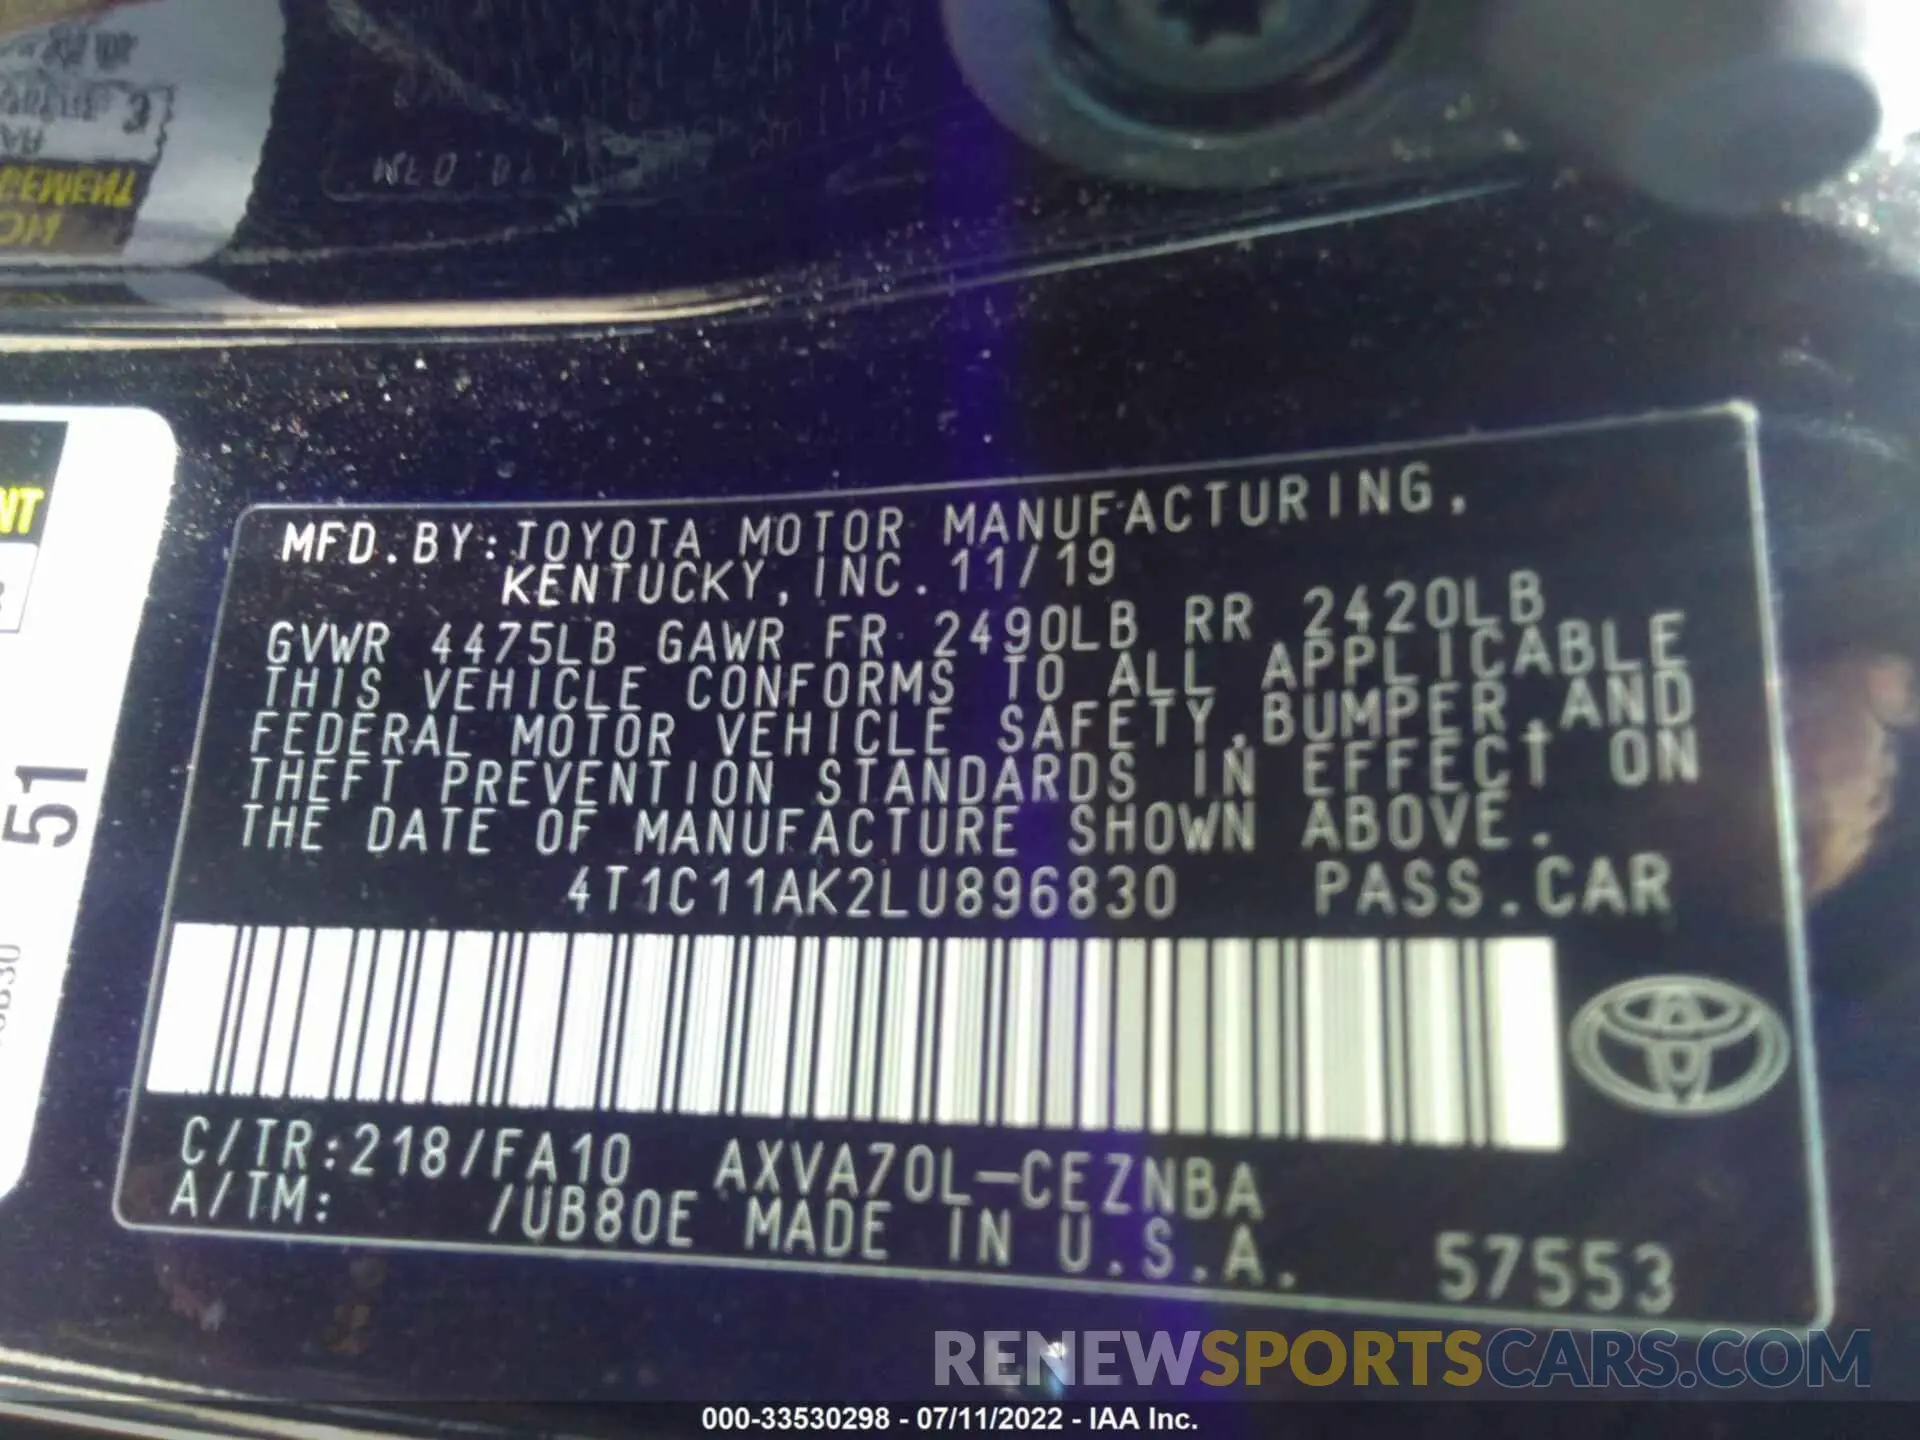 NT
51
MFD.BY:TOYOTA MOTOR MANUFACTURING,
KENTUCKY, INC. 11/19
GVWR 4475LB GAWR FR 2490LB RR 2420LB
THIS VEHICLE CONFORMS TO ALL APPLICABLE
FEDERAL MOTOR VEHICLE SAFETY,BUMPER,AND
THEFT PREVENTION STANDARDS IN EFFECT ON
THE DATE OF MANUFACTURE SHOWN ABOVE.
4T1C11AK2LU896830 PASS.CAR
C/TR:218/FA10 AXVA70L-CEZNBA
A/TM: /UB80E MADE IN U.S.A. 57553
RENEWSPORTSCARS.COM
000-33530298 - 07/11/2022 - IAA Inc.